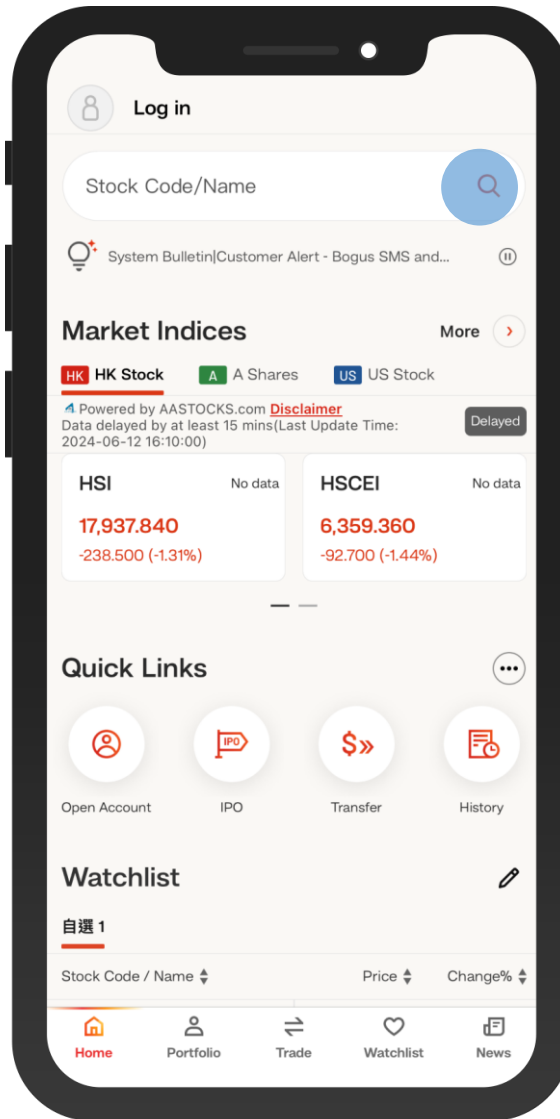 Log in
Stock Code/Name
System Bulletin|Customer Alert - Bogus SMS and...
Market Indices
More
HK HK Stock A A Shares US US Stock
Powered by AASTOCKS.com Disclaimer
Data delayed by at least 15 mins(Last Update Time:
2024-06-12 16:10:00)
Delayed
HSI No data
17,937.840
-238.500 (-1.31%)
HSCEI No data
6,359.360
-92.700 (-1.44%)
Quick Links
IPO
$
Open Account IPO Transfer History
Watchlist
自選 1
Stock Code / Name Price Change%
Home Portfolio Trade Watchlist News